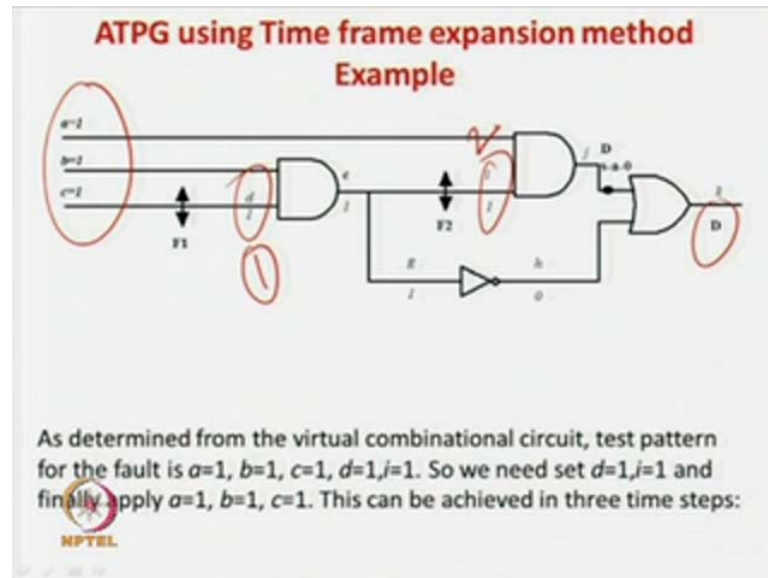 ATPG using Time frame expansion method
Example
a=1
b=1
c=1
F1
d
1
1
e
1
F2
2
i
1
g
1
h
0
j
D
s-a-0
D
As determined from the virtual combinational circuit, test pattern
for the fault is a=1, b=1, c=1, d=1,i=1. So we need set d=1,i=1 and
finally apply a=1, b=1, c=1. This can be achieved in three time steps:
NPTEL